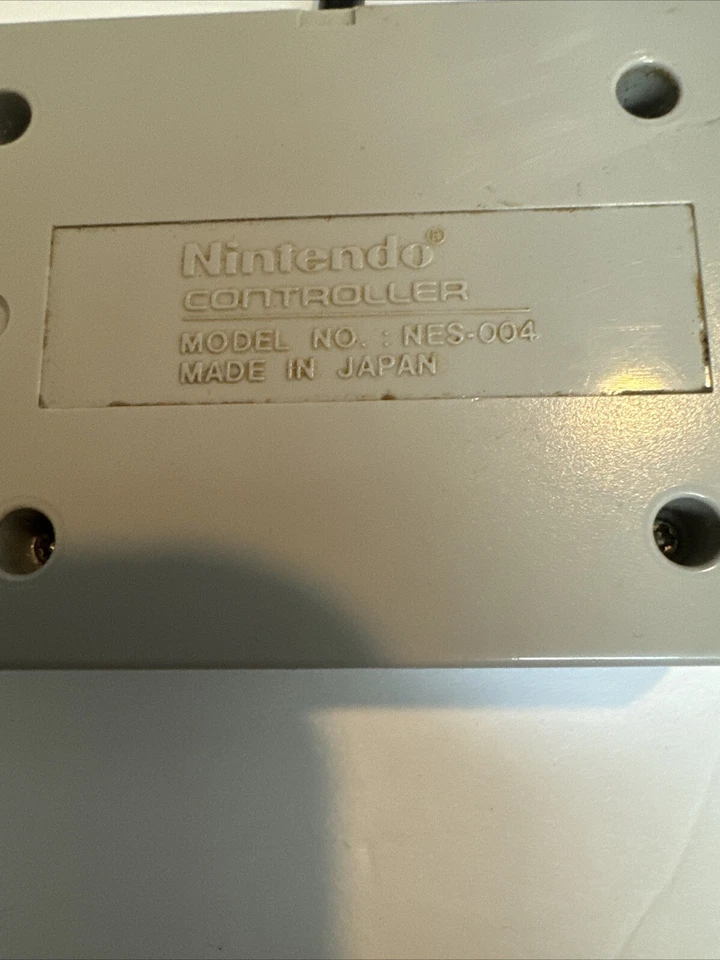 Nintendo®
CONTROLLER
MODEL NO. : NES-004
MADE IN JAPAN